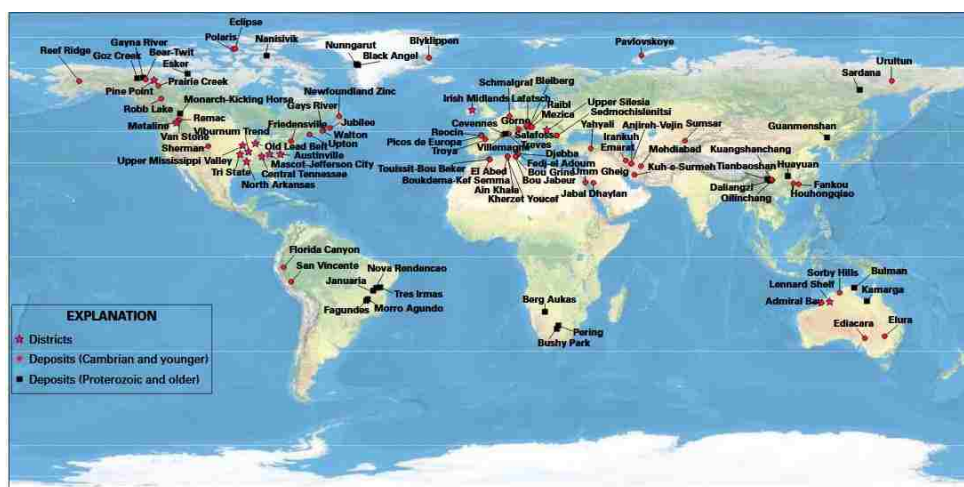 Eclipse
Polaris
Nanisivik
Gayna River
Bear-Twit
Goz Creek
Esker
Reef Ridge
Prairie Creek
Pine Point
Nunngarut
Black Angel
Blyklippen
Pavlovskoye
Urultun
Sardana
Monarch-Kicking Horse
Robb Lake
Ramac
Metaline
Van Stone
Viburnum Trend
Sherman
Old Lead Belt
Upper Mississippi Valley
Tri State
North Arkansas
Central Tennessee
Mascot-Jefferson City
Austinville
Friedensville
Gays River
Newfoundland Zinc
Jubilee
Walton
Upton
Schmalgraf
Bleiberg
Irish Midlands
Lafatsch
Raibl
Mezica
Cevennes
Gorno
Upper Silesia
Sedmochislenitsi
Reocin
Salafossa
Yahyali
Picos de Europa
Troya
Villemagne
Treves
Anjireh-Vejin
Irankuh
Emarat
Sumsar
Mehdiabad
Guanmenshan
Kuangshanchang
Djebba
Fedj-el Adoum
Umm Gheig
Kuh-e-Surmeh
Tianbaoshan
Huayuan
Touissit-Bou Beker
El Abed
Bou Grine
Boukdema-Kef Semma
Bou Jabeur
Ain Khala
Kherzet Youcef
Jabal Dhaylan
Daliangzi
Qilinchang
Fankou
Houhongqiao
Florida Canyon
San Vincente
Nova Rendencao
Januaria
Tres Irmas
Fagundes
Morro Agundo
Berg Aukas
Pering
Bushy Park
Sorby Hills
Bulman
Lennard Shelf
Kamarga
Admiral Bay
Ediacara
Elura
EXPLANATION
Districts
Deposits (Cambrian and younger)
Deposits (Proterozoic and older)